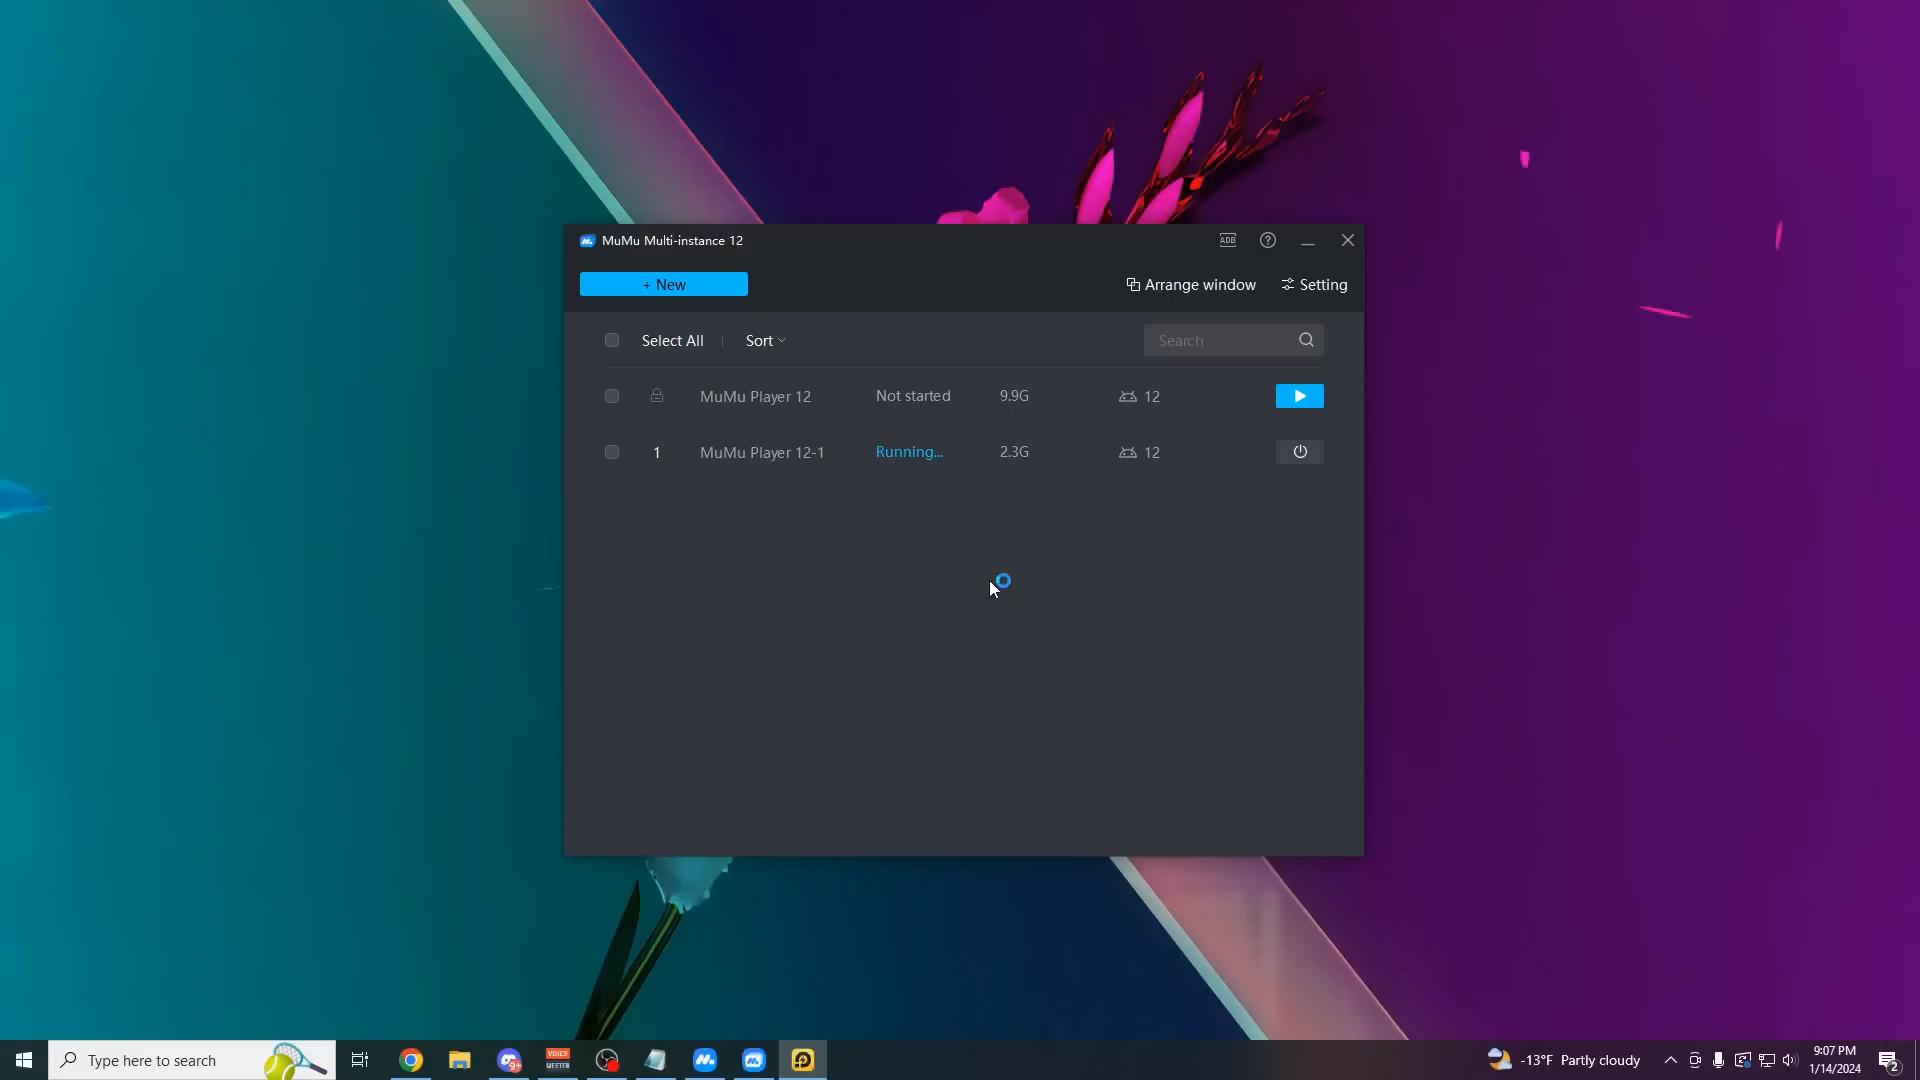 MuMu Multi-instance 12
ADB
+ New
Arrange window
Setting
Select All
Sort
Search
MuMu Player 12 Not started 9.9G 12
1 MuMu Player 12-1 Running... 2.3G 12
Type here to search
9+
VOICE
MEETER
-13°F Partly cloudy
9:07 PM
1/14/2024
2